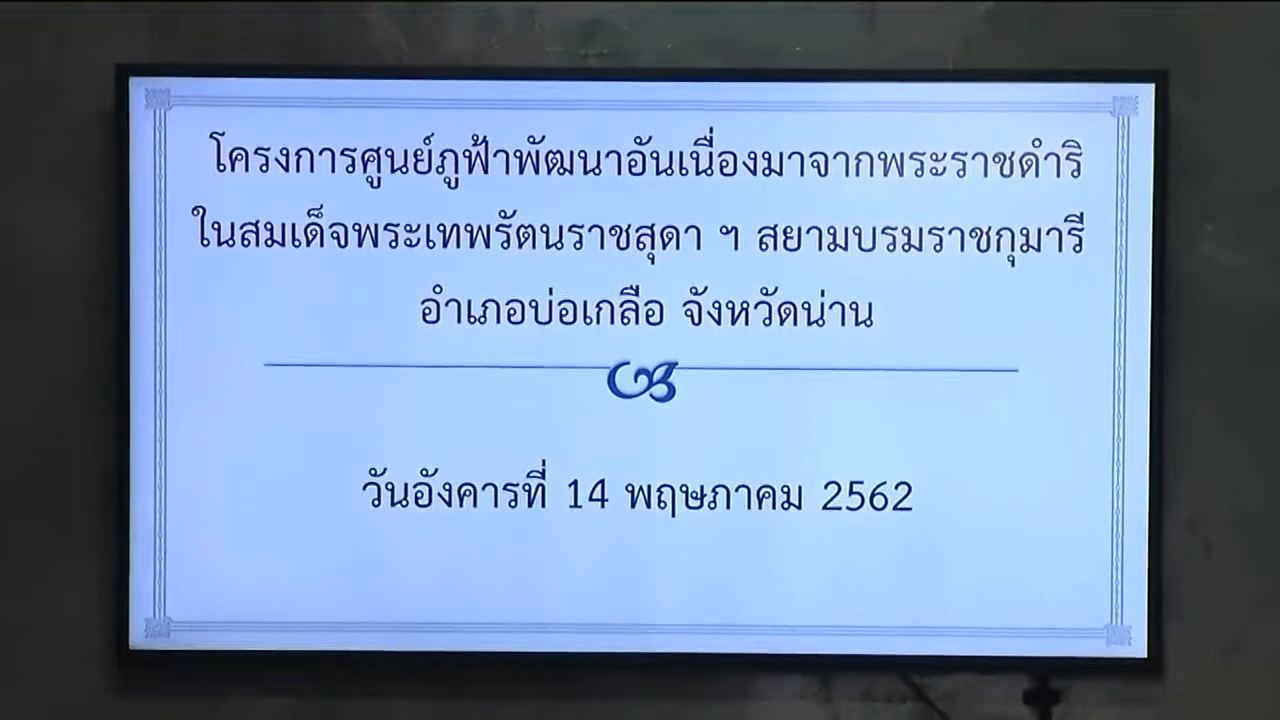 โครงการศูนย์ภูฟ้าพัฒนาอันเนื่องมาจากพระราชดำริ
ในสมเด็จพระเทพรัตนราชสุดา ฯ สยามบรมราชกุมารี
อำเภอบ่อเกลือ จังหวัดน่าน
วันอังคารที่ 14 พฤษภาคม 2562